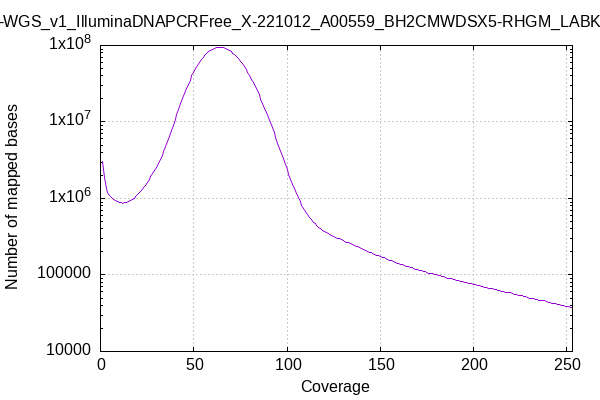 -WGS_v1_IlluminaDNAPCRFree_X-221012_A00559_BH2CMWDSX5-RHGM_LABK
1x10^8
1x10^7
1x10^6
100000
10000
Number of mapped bases
0 50 100 150 200 250
Coverage